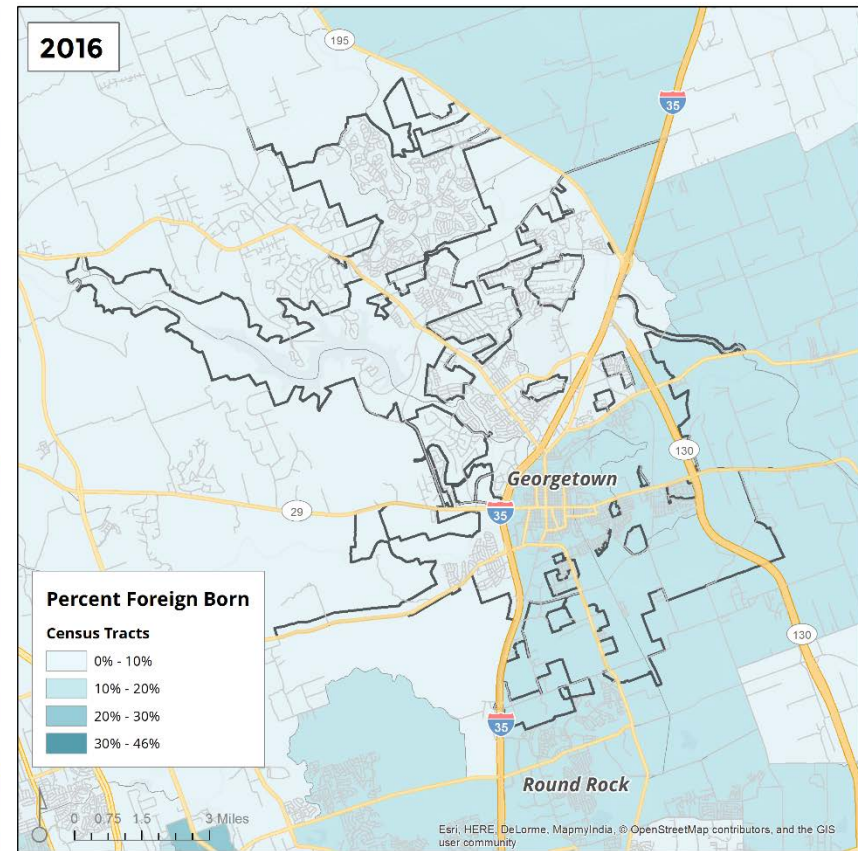 2016
195
35
130
Georgetown
29
35
130
35
Round Rock
Percent Foreign Born
Census Tracts
0% - 10%
10% - 20%
20% - 30%
30% - 46%
0 0.75 1.5 3 Miles
Esri, HERE, DeLorme, MapmyIndia, © OpenStreetMap contributors, and the GIS
user community